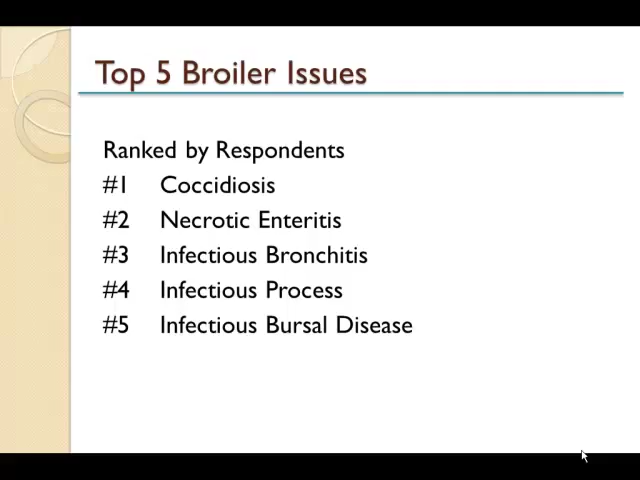 Top 5 Broiler Issues
Ranked by Respondents
#1 Coccidiosis
#2 Necrotic Enteritis
#3 Infectious Bronchitis
#4 Infectious Process
#5 Infectious Bursal Disease